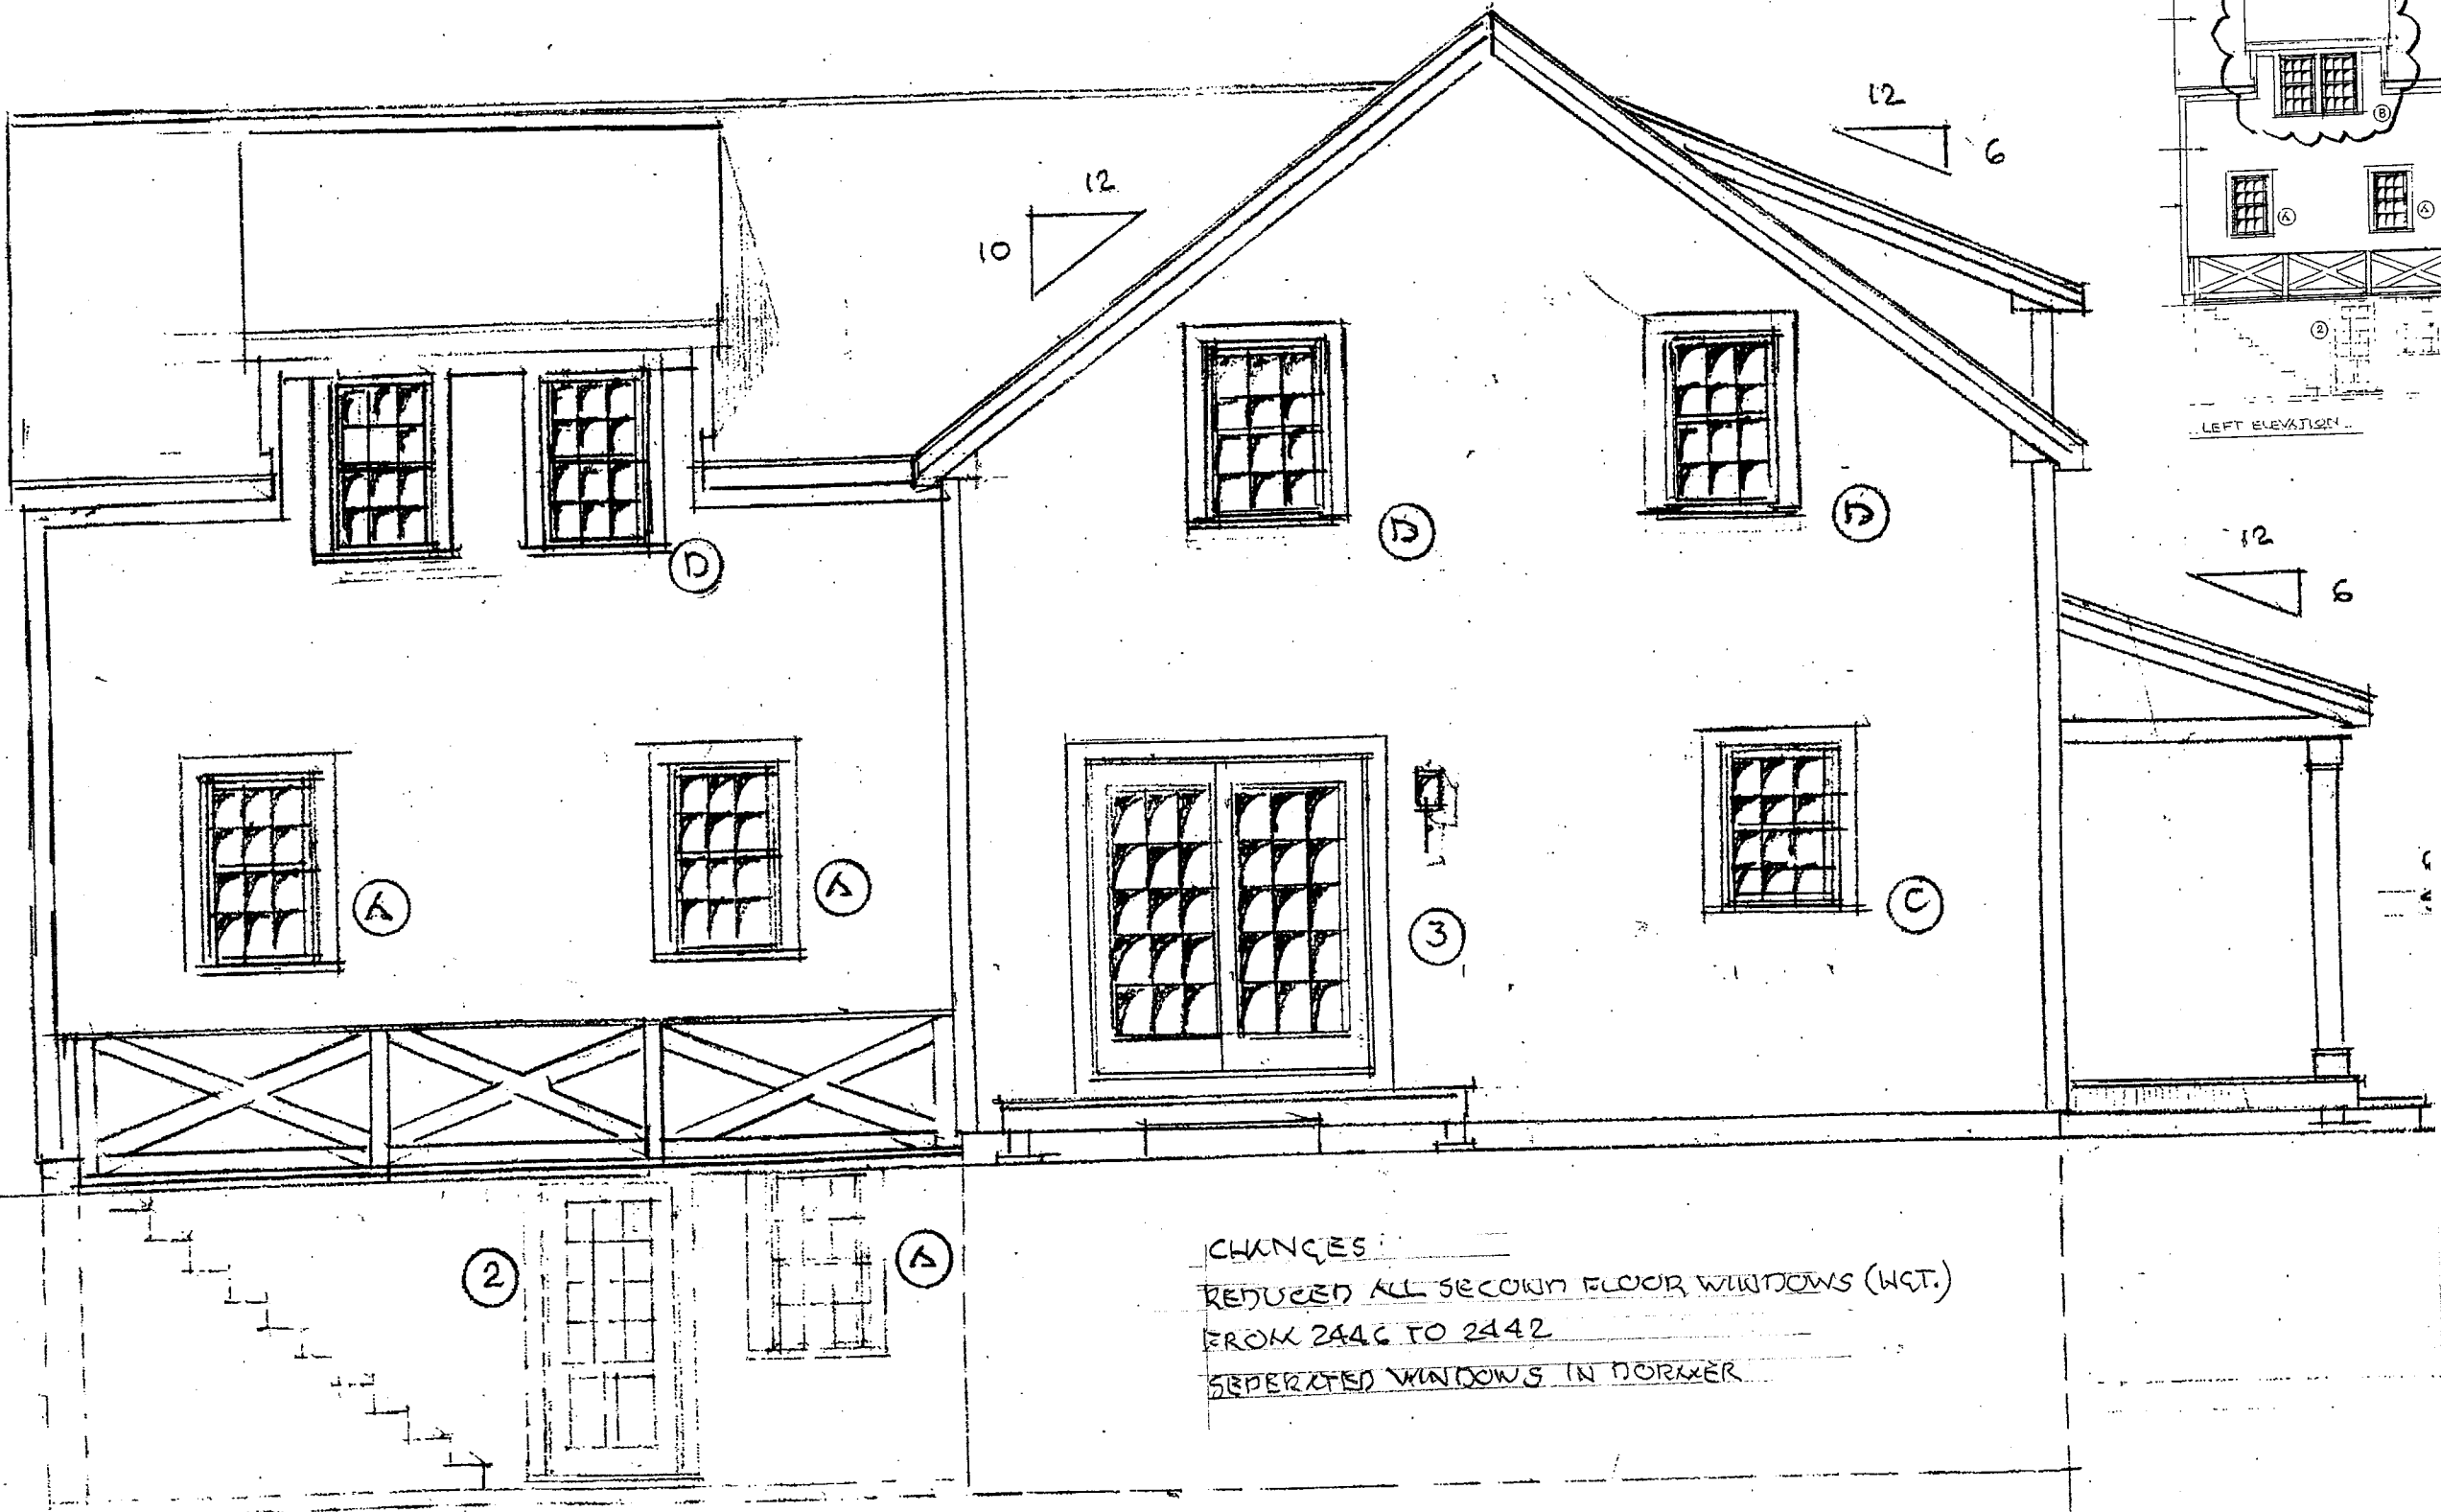 12
6
12
10
B
A
A
2
LEFT ELEVATION
D
D
D
12
6
A
A
3
C
2
A
CHANGES:
REDUCED ALL SECOND FLOOR WINDOWS (HGT.)
FROM 2446 TO 2442
SEPERATED WINDOWS IN DORMER